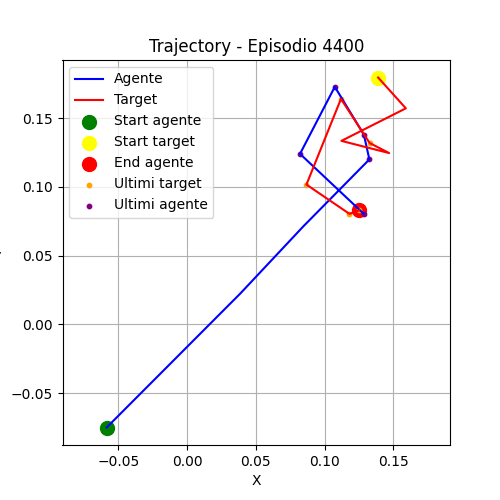 Trajectory - Episodio 4400
Agente
Target
Start agente
Start target
End agente
Ultimi target
Ultimi agente
0.15
0.10
0.05
0.00
−0.05
−0.05
0.00
0.05
0.10
0.15
X